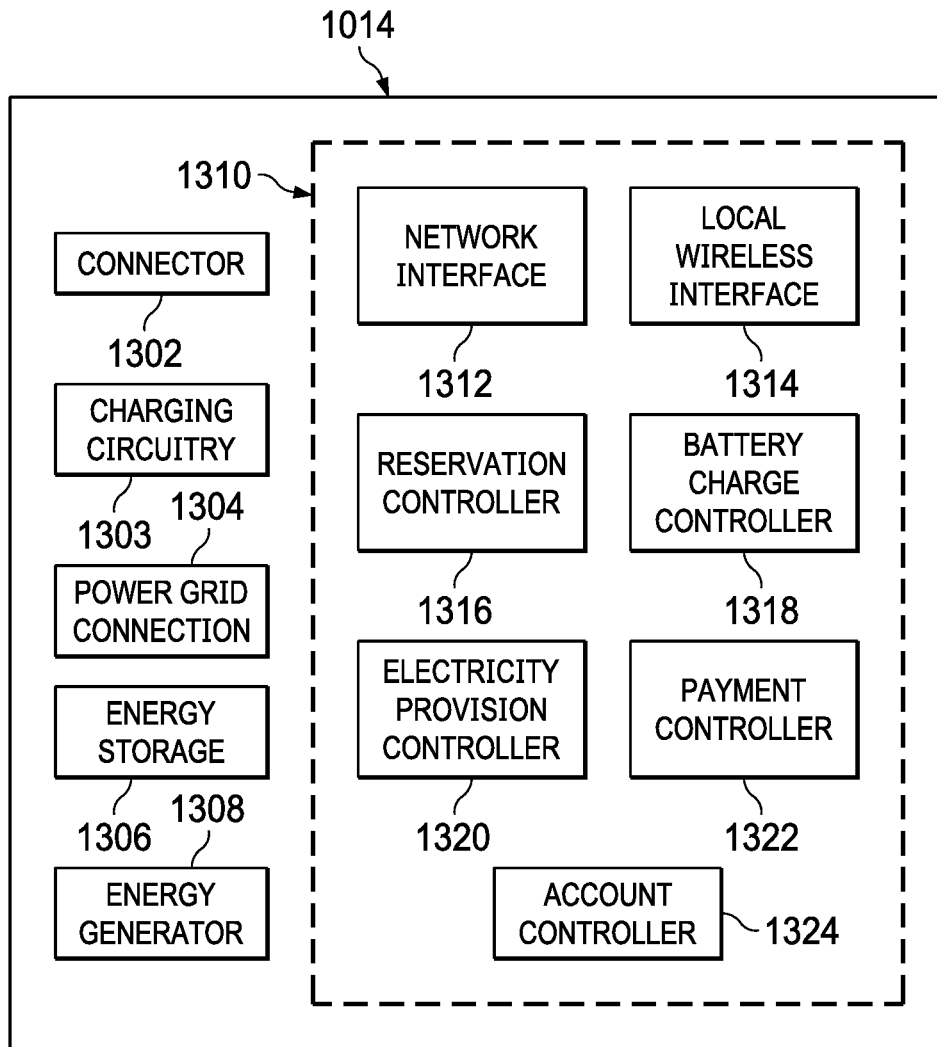 1014
1310
CONNECTOR
1302
CHARGING
CIRCUITRY
1303
1304
POWER GRID
CONNECTION
ENERGY
STORAGE
1306
1308
ENERGY
GENERATOR
NETWORK
INTERFACE
1312
LOCAL
WIRELESS
INTERFACE
1314
RESERVATION
CONTROLLER
1316
BATTERY
CHARGE
CONTROLLER
1318
ELECTRICITY
PROVISION
CONTROLLER
1320
PAYMENT
CONTROLLER
1322
ACCOUNT
CONTROLLER
1324